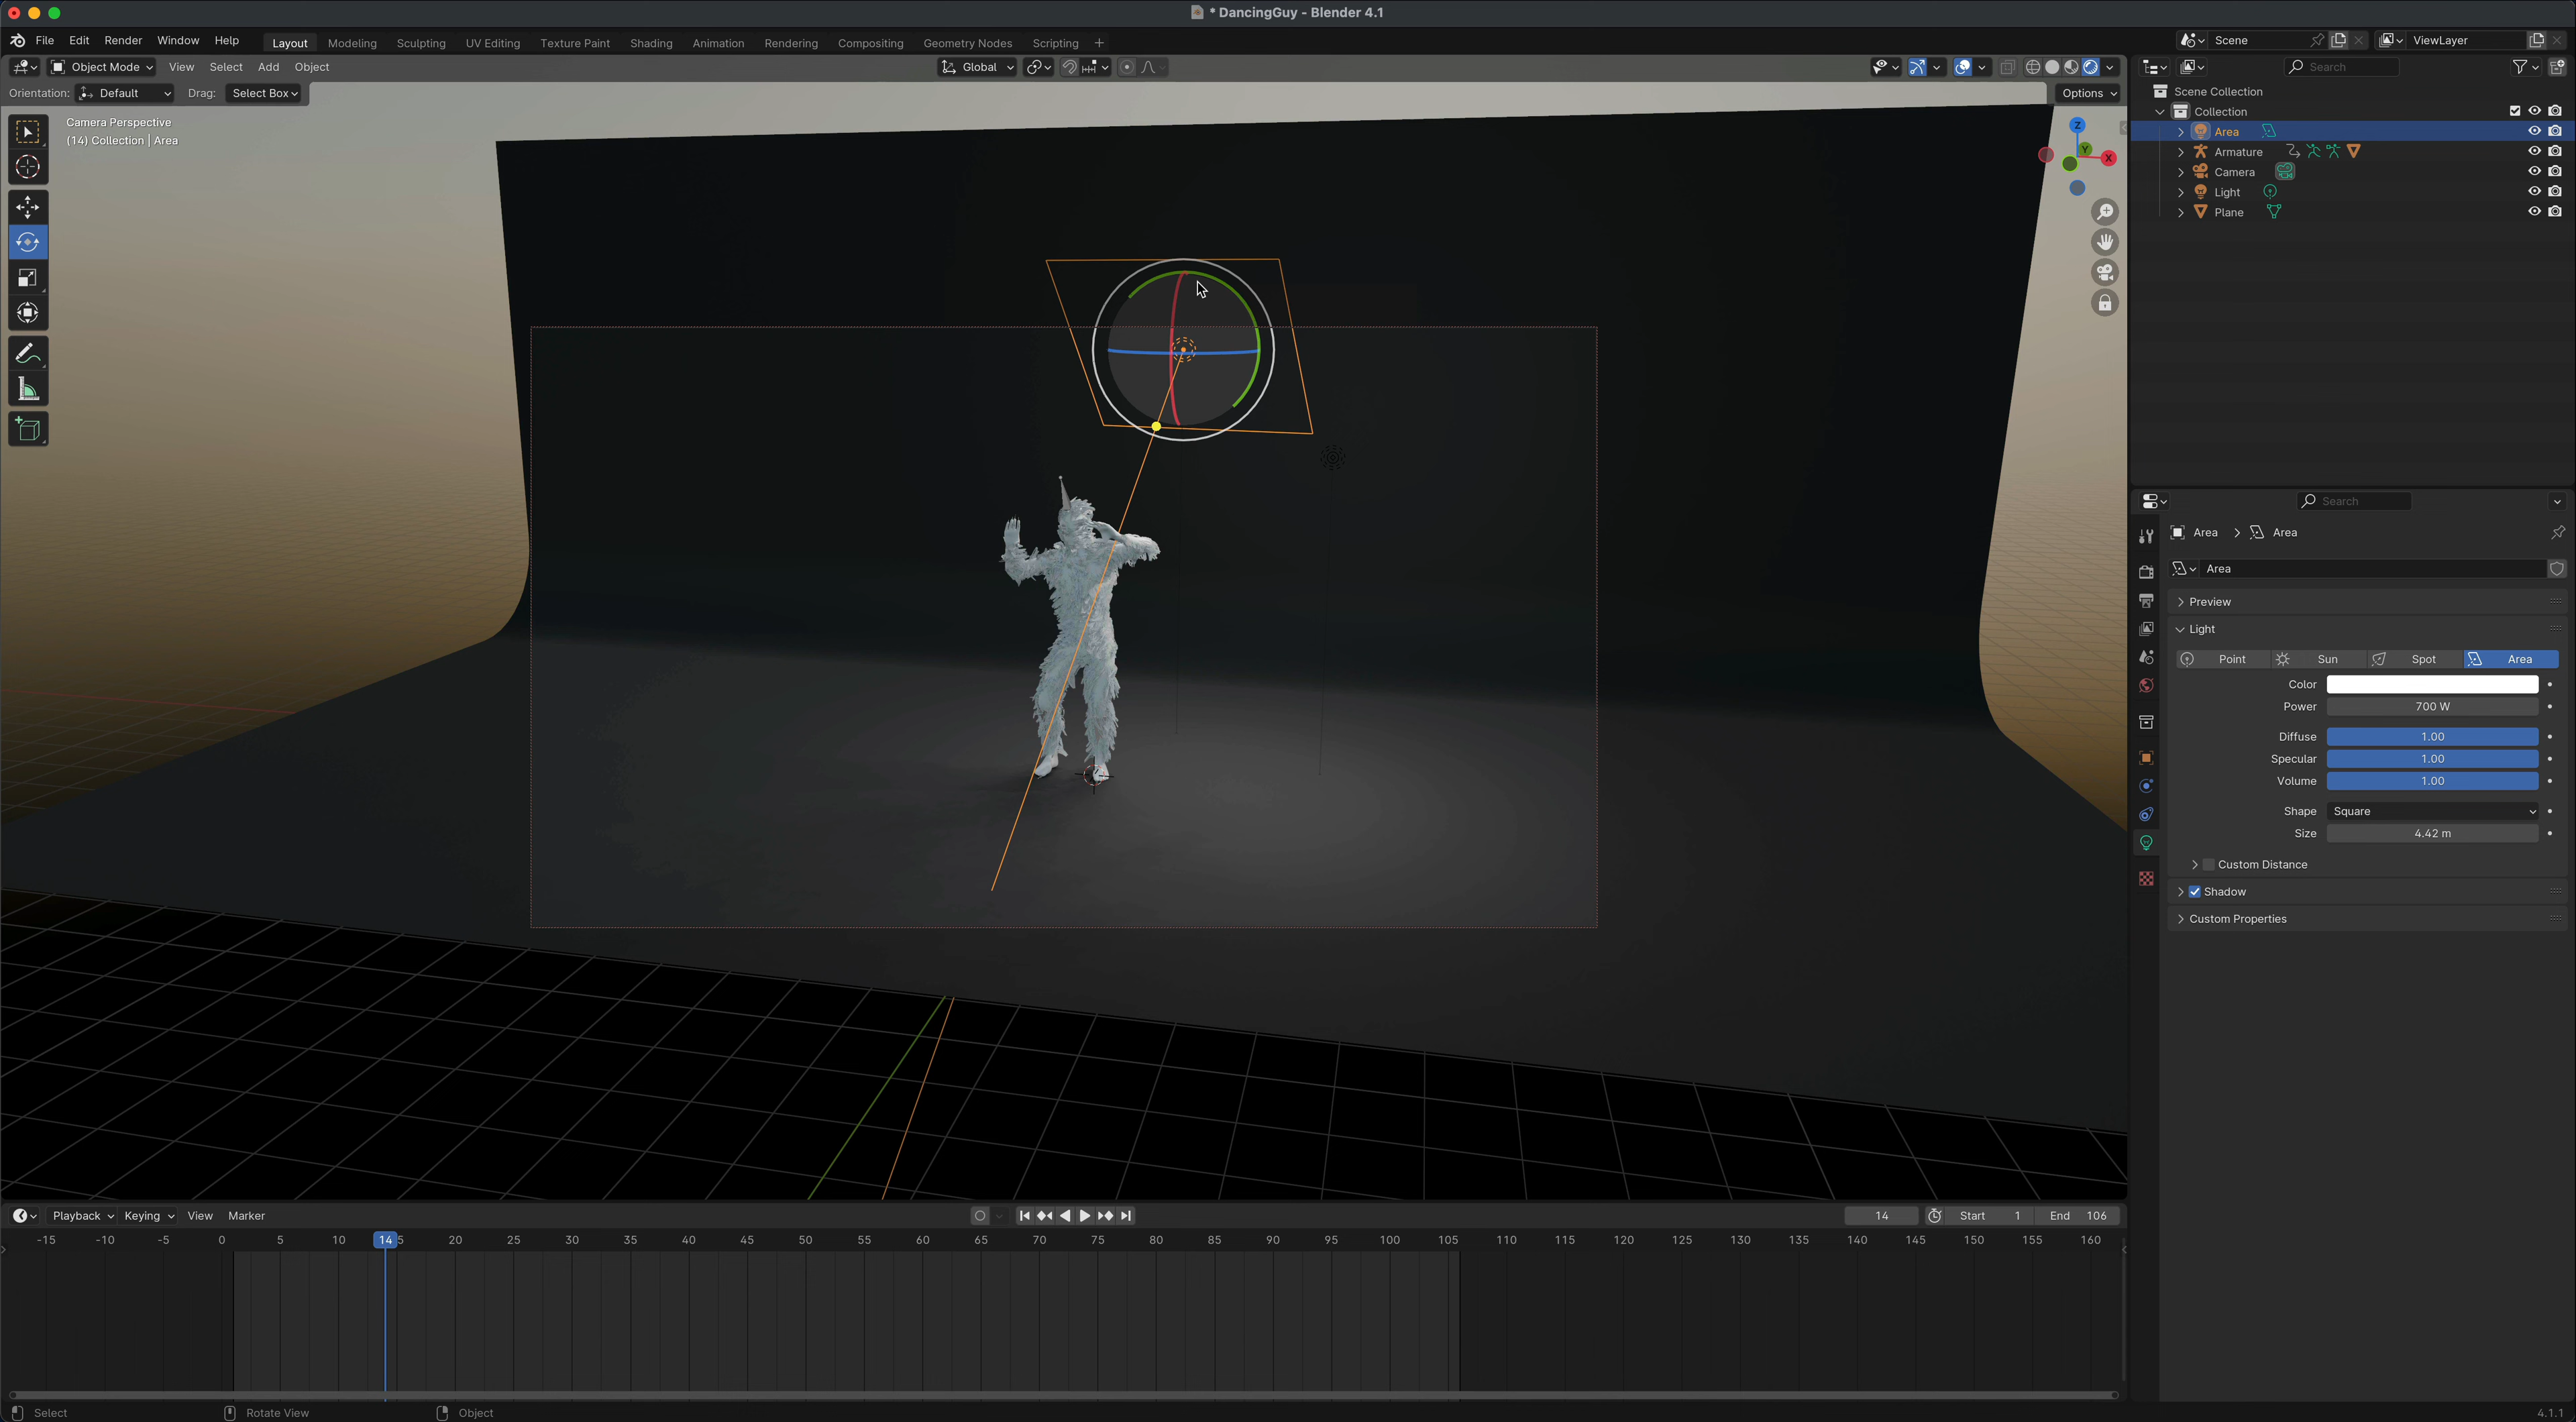 * DancingGuy - Blender 4.1
File Edit Render Window Help
Layout Modeling Sculpting UV Editing Texture Paint Shading Animation Rendering Compositing Geometry Nodes Scripting +
Scene
ViewLayer
Object Mode View Select Add Object
Global
Search
Orientation: Default Drag: Select Box
Options
Camera Perspective
(14) Collection | Area
Z
Y
X
Scene Collection
Collection
Area
Armature
Camera
Light
Plane
Search
Area > Area
Area
Preview
Light
Point Sun Spot Area
Color
Power 700 W
Diffuse 1.00
Specular 1.00
Volume 1.00
Shape Square
Size 4.42 m
Custom Distance
Shadow
Custom Properties
Playback Keying View Marker
14
Start 1
End 106
-15 -10 -5 0 5 10 14 5 20 25 30 35 40 45 50 55 60 65 70 75 80 85 90 95 100 105 110 115 120 125 130 135 140 145 150 155 160
Select
Rotate View
Object
4.1.1